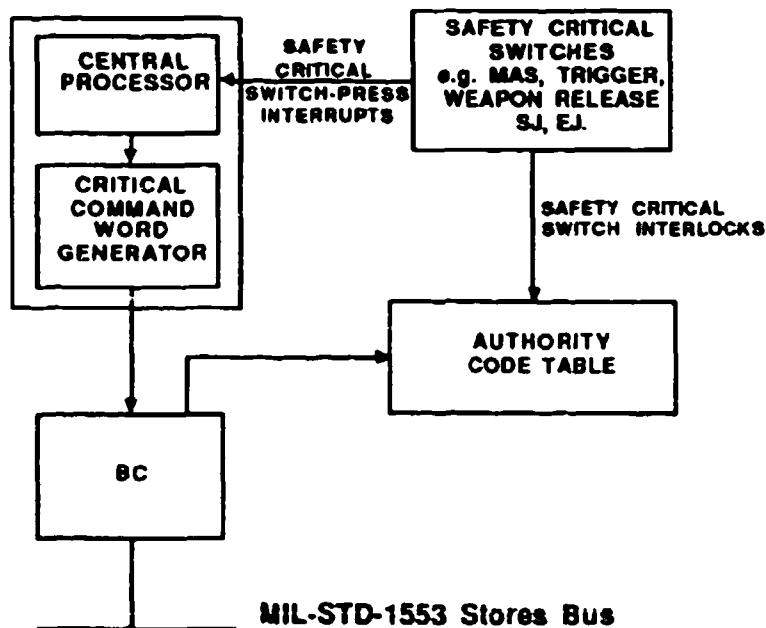 CENTRAL
PROCESSOR
SAFETY
CRITICAL
SWITCH-PRESS
INTERRUPTS
SAFETY CRITICAL
SWITCHES
e.g. MAS, TRIGGER,
WEAPON RELEASE
SJ, EJ.
CRITICAL
COMMAND
WORD
GENERATOR
SAFETY CRITICAL
SWITCH INTERLOCKS
AUTHORITY
CODE TABLE
BC
MIL-STD-1553 Stores Bus